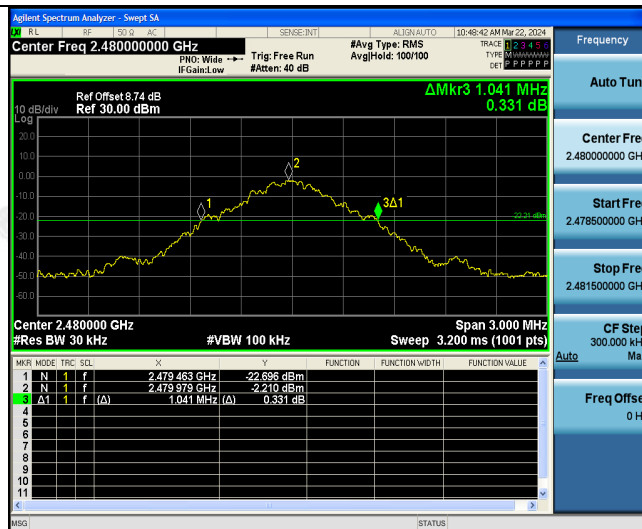 Agilent Spectrum Analyzer - Swept SA
RL RF 50 Ω AC SENSE:INT ALIGN AUTO 10:48:42 AM Mar 22, 2024
Center Freq 2.480000000 GHz
PNO: Wide
IFGain:Low
Trig: Free Run
#Atten: 40 dB
#Avg Type: RMS
Avg|Hold: 100/100
TRACE 1 2 3 4 5 6
TYPE M
DET P P P P P P
Ref Offset 8.74 dB
Ref 30.00 dBm
10 dB/div
Log
ΔMkr3 1.041 MHz
0.331 dB
20.0
10.0
0.00
-10.0
-20.0
-30.0
-40.0
-50.0
-60.0
1
2
3Δ1
-22.21 dBm
Center 2.480000 GHz
Span 3.000 MHz
#Res BW 30 kHz
#VBW 100 kHz
Sweep 3.200 ms (1001 pts)
MKR MODE TRC SCL X Y FUNCTION FUNCTION WIDTH FUNCTION VALUE
1 N 1 f 2.479 463 GHz -22.696 dBm
2 N 1 f 2.479 979 GHz -2.210 dBm
3 Δ1 1 f (Δ) 1.041 MHz (Δ) 0.331 dB
4
5
6
7
8
9
10
11
MSG
STATUS
Frequency
Auto Tun
Center Fre
2.480000000 GH
Start Fre
2.478500000 GH
Stop Fre
2.481500000 GH
CF Step
300.000 kH
Auto Ma
Freq Offse
0 H